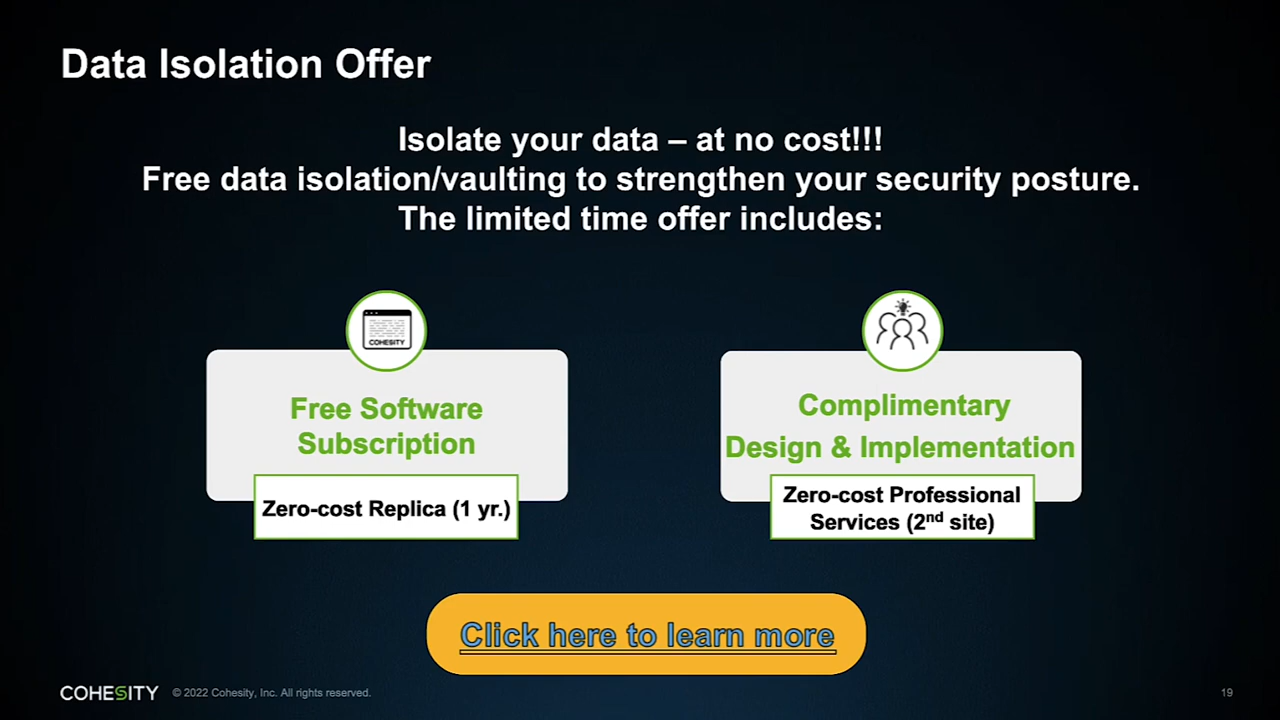 Data Isolation Offer
Isolate your data – at no cost!!!
Free data isolation/vaulting to strengthen your security posture.
The limited time offer includes:
COHESITY
Free Software
Subscription
Zero-cost Replica (1 yr.)
Complimentary
Design & Implementation
Zero-cost Professional
Services (2nd site)
Click here to learn more
COHESITY © 2022 Cohesity, Inc. All rights reserved. 19